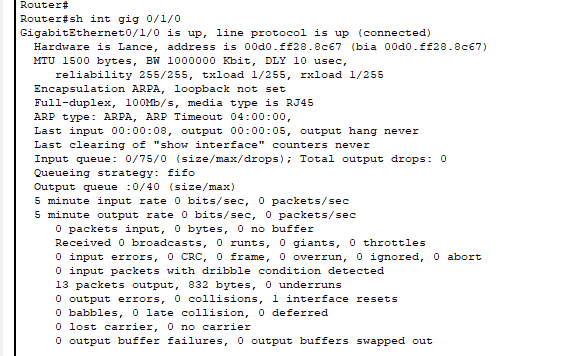 Router#
Router#sh int gig 0/1/0
GigabitEthernet0/1/0 is up, line protocol is up (connected)
Hardware is Lance, address is 00d0.ff28.8c67 (bia 00d0.ff28.8c67)
MTU 1500 bytes, BW 1000000 Kbit, DLY 10 usec,
reliability 255/255, txload 1/255, rxload 1/255
Encapsulation ARPA, loopback not set
Full-duplex, 100Mb/s, media type is RJ45
ARP type: ARPA, ARP Timeout 04:00:00,
Last input 00:00:08, output 00:00:05, output hang never
Last clearing of "show interface" counters never
Input queue: 0/75/0 (size/max/drops); Total output drops: 0
Queueing strategy: fifo
Output queue :0/40 (size/max)
5 minute input rate 0 bits/sec, 0 packets/sec
5 minute output rate 0 bits/sec, 0 packets/sec
0 packets input, 0 bytes, 0 no buffer
Received 0 broadcasts, 0 runts, 0 giants, 0 throttles
0 input errors, 0 CRC, 0 frame, 0 overrun, 0 ignored, 0 abort
0 input packets with dribble condition detected
13 packets output, 832 bytes, 0 underruns
0 output errors, 0 collisions, 1 interface resets
0 babbles, 0 late collision, 0 deferred
0 lost carrier, 0 no carrier
0 output buffer failures, 0 output buffers swapped out